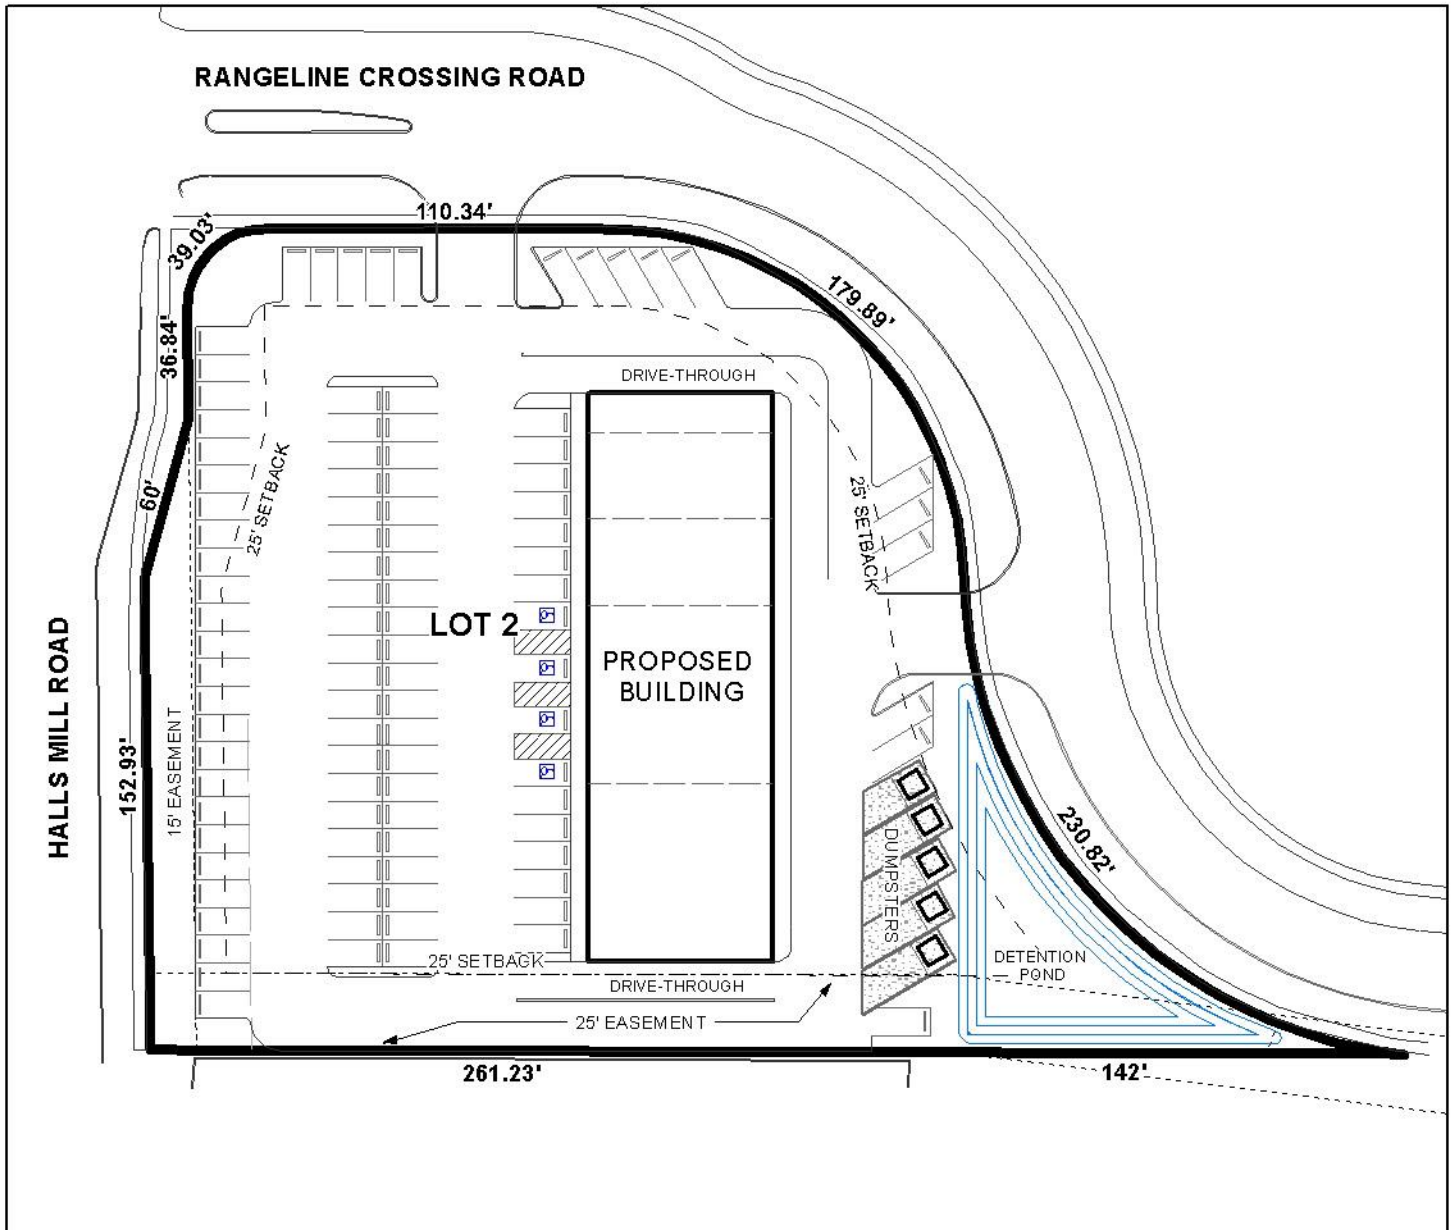 RANGELINE CROSSING ROAD
110.34'
39.03'
179.89'
36.84'
DRIVE-THROUGH
60'
25' SETBACK
25' SETBACK
LOT 2
PROPOSED
BUILDING
HALLS MILL ROAD
152.93'
15' EASEMENT
230.82'
DUMPSTERS
25' SETBACK
DETENTION
POND
DRIVE-THROUGH
25' EASEMENT
261.23'
142'